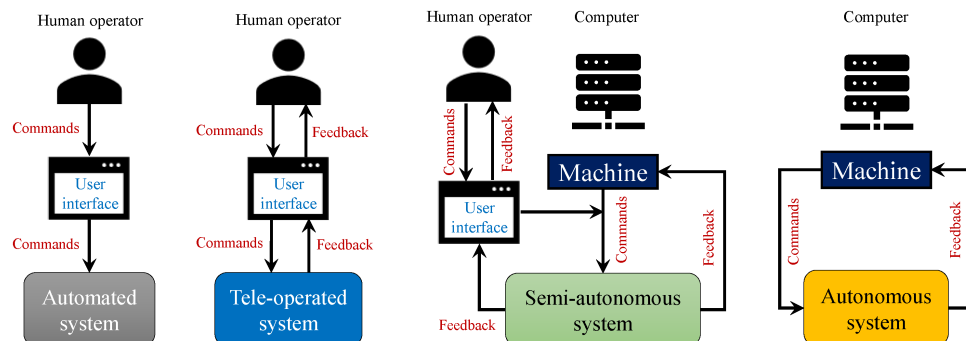 Human operator
Commands
User
interface
Commands
Automated
system
Human operator
Commands
Feedback
User
interface
Commands
Feedback
Tele-operated
system
Human operator
Computer
Commands
Feedback
Machine
User
interface
Commands
Feedback
Feedback
Semi-autonomous
system
Computer
Machine
Commands
Feedback
Autonomous
system